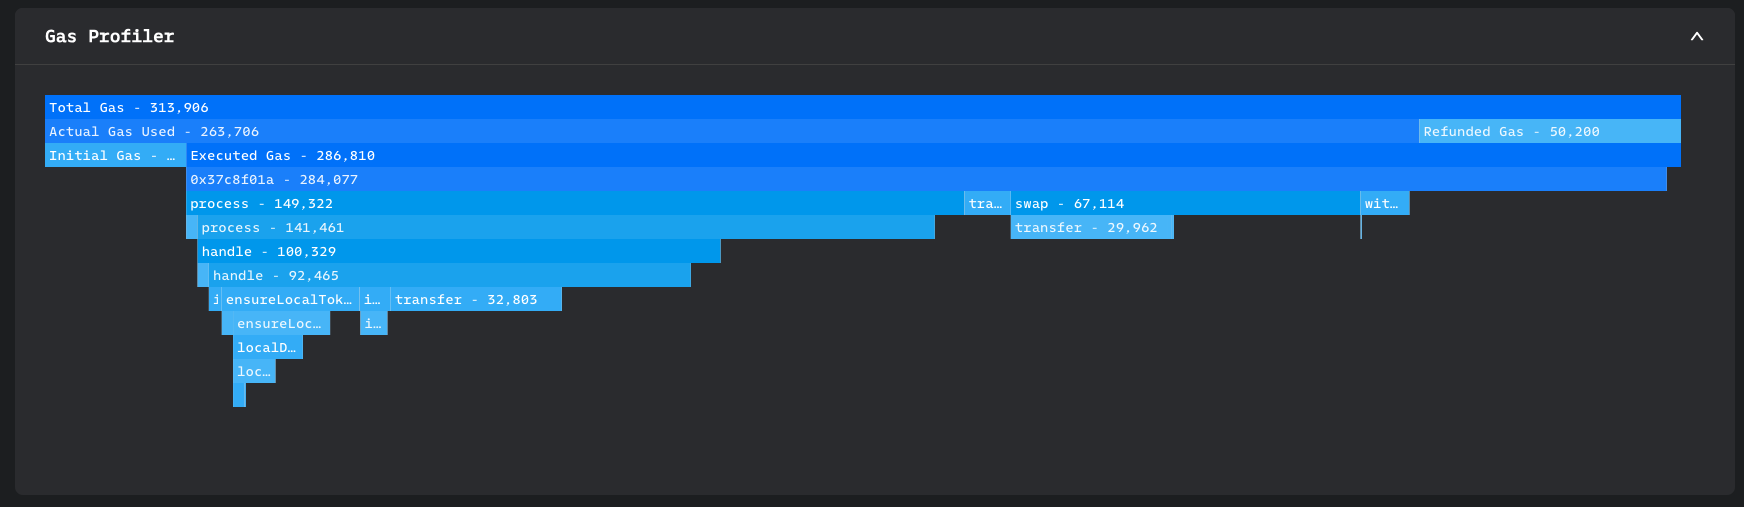 Gas Profiler
Total Gas - 313,906
Actual Gas Used - 263,706 Refunded Gas - 50,200
Initial Gas - … Executed Gas - 286,810
0x37c8f01a - 284,077
process - 149,322 tra… swap - 67,114 wit…
process - 141,461 transfer - 29,962
handle - 100,329
handle - 92,465
i ensureLocalTok… i… transfer - 32,803
ensureLoc… i…
localD…
loc…